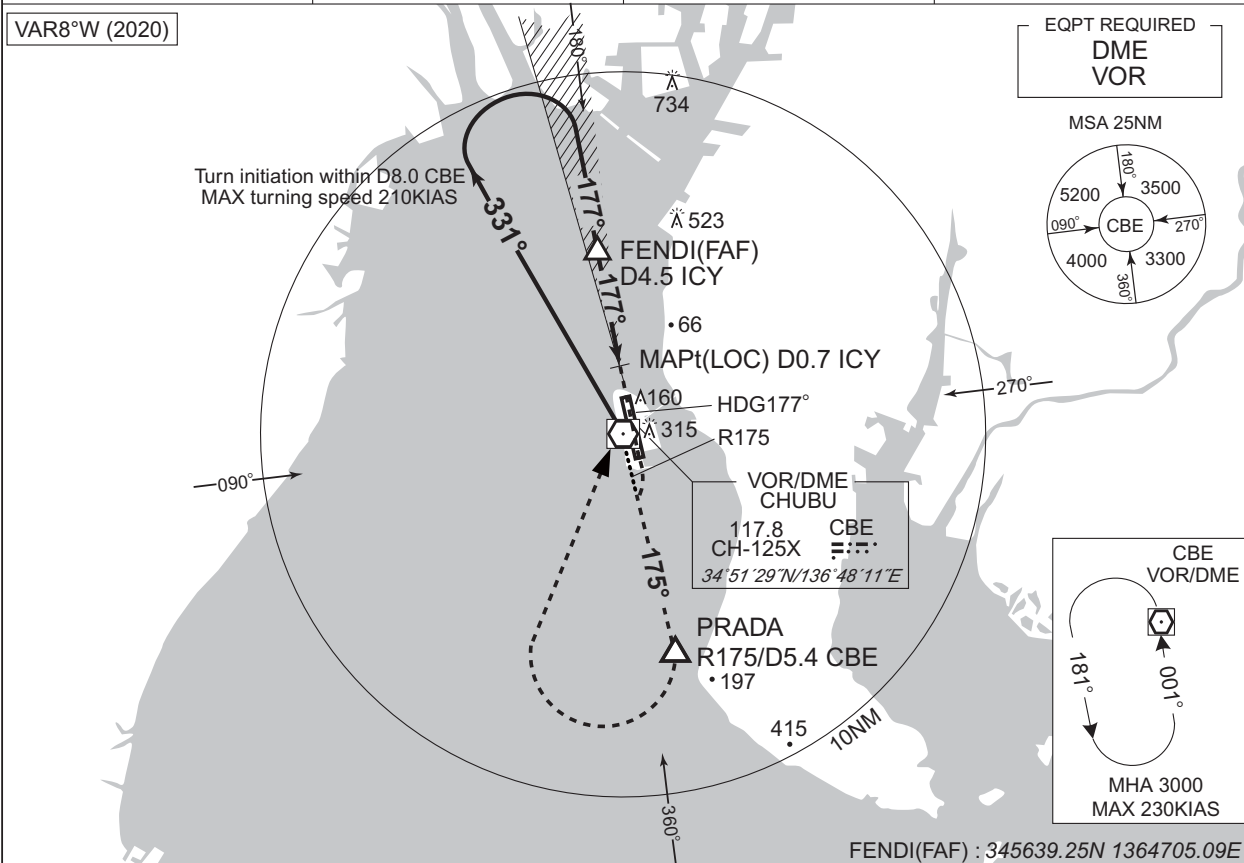 VAR8°W (2020)
EQPT REQUIRED
DME
VOR
MSA 25NM
180°
5200
3500
090°
CBE
270°
4000
3300
360°
180°
734
Turn initiation within D8.0 CBE
MAX turning speed 210KIAS
331°
177°
523
FENDI(FAF)
D4.5 ICY
177°
66
MAPt(LOC) D0.7 ICY
270°
160
HDG177°
315
R175
090°
VOR/DME
CHUBU
117.8 CBE
CH-125X
34°51´29˝N/136°48´11˝E
175°
PRADA
R175/D5.4 CBE
197
415
10NM
360°
CBE
VOR/DME
181°
001°
MHA 3000
MAX 230KIAS
FENDI(FAF) : 345639.25N 1364705.09E